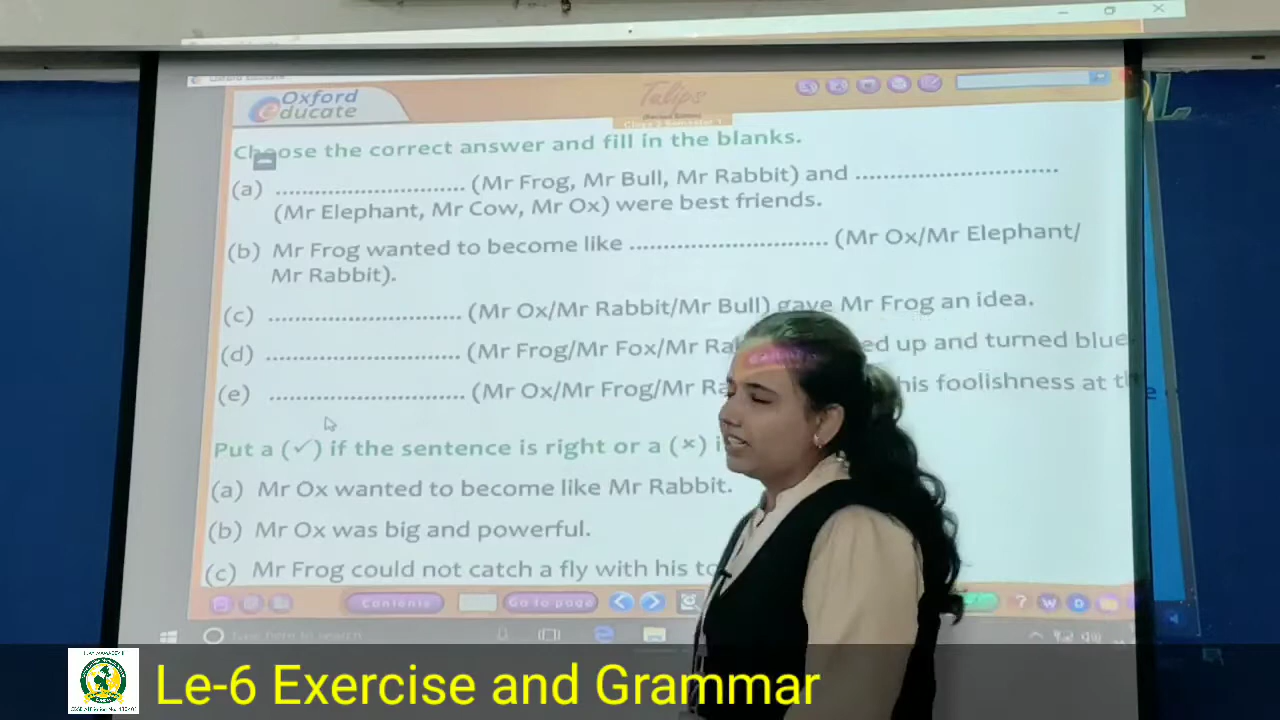 Oxford
educate
Tulips
Choose the correct answer and fill in the blanks.
(a) ............................ (Mr Frog, Mr Bull, Mr Rabbit) and ..............................
(Mr Elephant, Mr Cow, Mr Ox) were best friends.
(b) Mr Frog wanted to become like ............................. (Mr Ox/Mr Elephant/
Mr Rabbit).
(c) ............................. (Mr Ox/Mr Rabbit/Mr Bull) gave Mr Frog an idea.
(d) ............................. (Mr Frog/Mr Fox/Mr Ra ed up and turned blue
(e) ............................. (Mr Ox/Mr Frog/Mr Ra his foolishness at
Put a (✓) if the sentence is right or a (×) i
(a) Mr Ox wanted to become like Mr Rabbit.
(b) Mr Ox was big and powerful.
(c) Mr Frog could not catch a fly with his to
Contents Go to page ? W D
Type here to search
Le-6 Exercise and Grammar